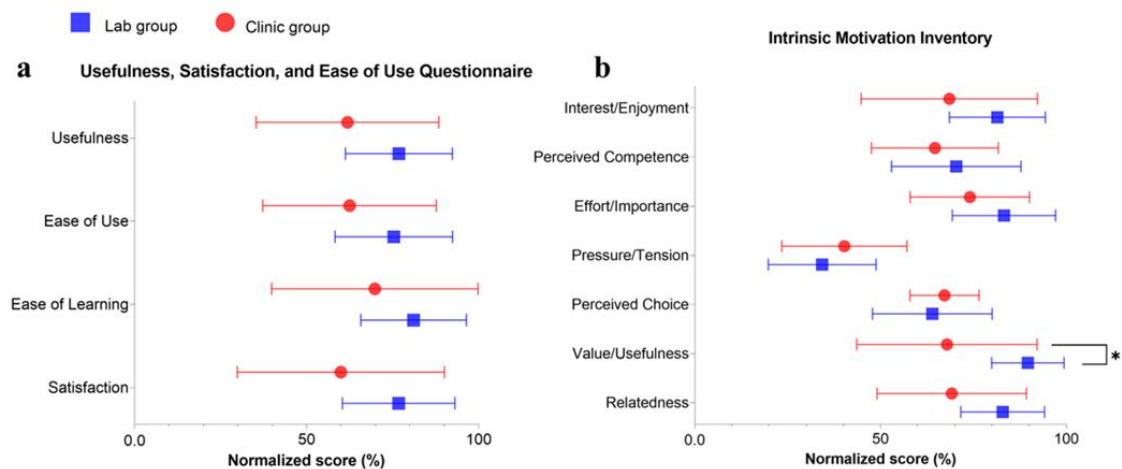 Lab group
Clinic group
a
Usefulness, Satisfaction, and Ease of Use Questionnaire
Usefulness
Ease of Use
Ease of Learning
Satisfaction
0.0
50
100
Normalized score (%)
b
Intrinsic Motivation Inventory
Interest/Enjoyment
Perceived Competence
Effort/Importance
Pressure/Tension
Perceived Choice
Value/Usefulness
*
Relatedness
0.0
50
100
Normalized score (%)